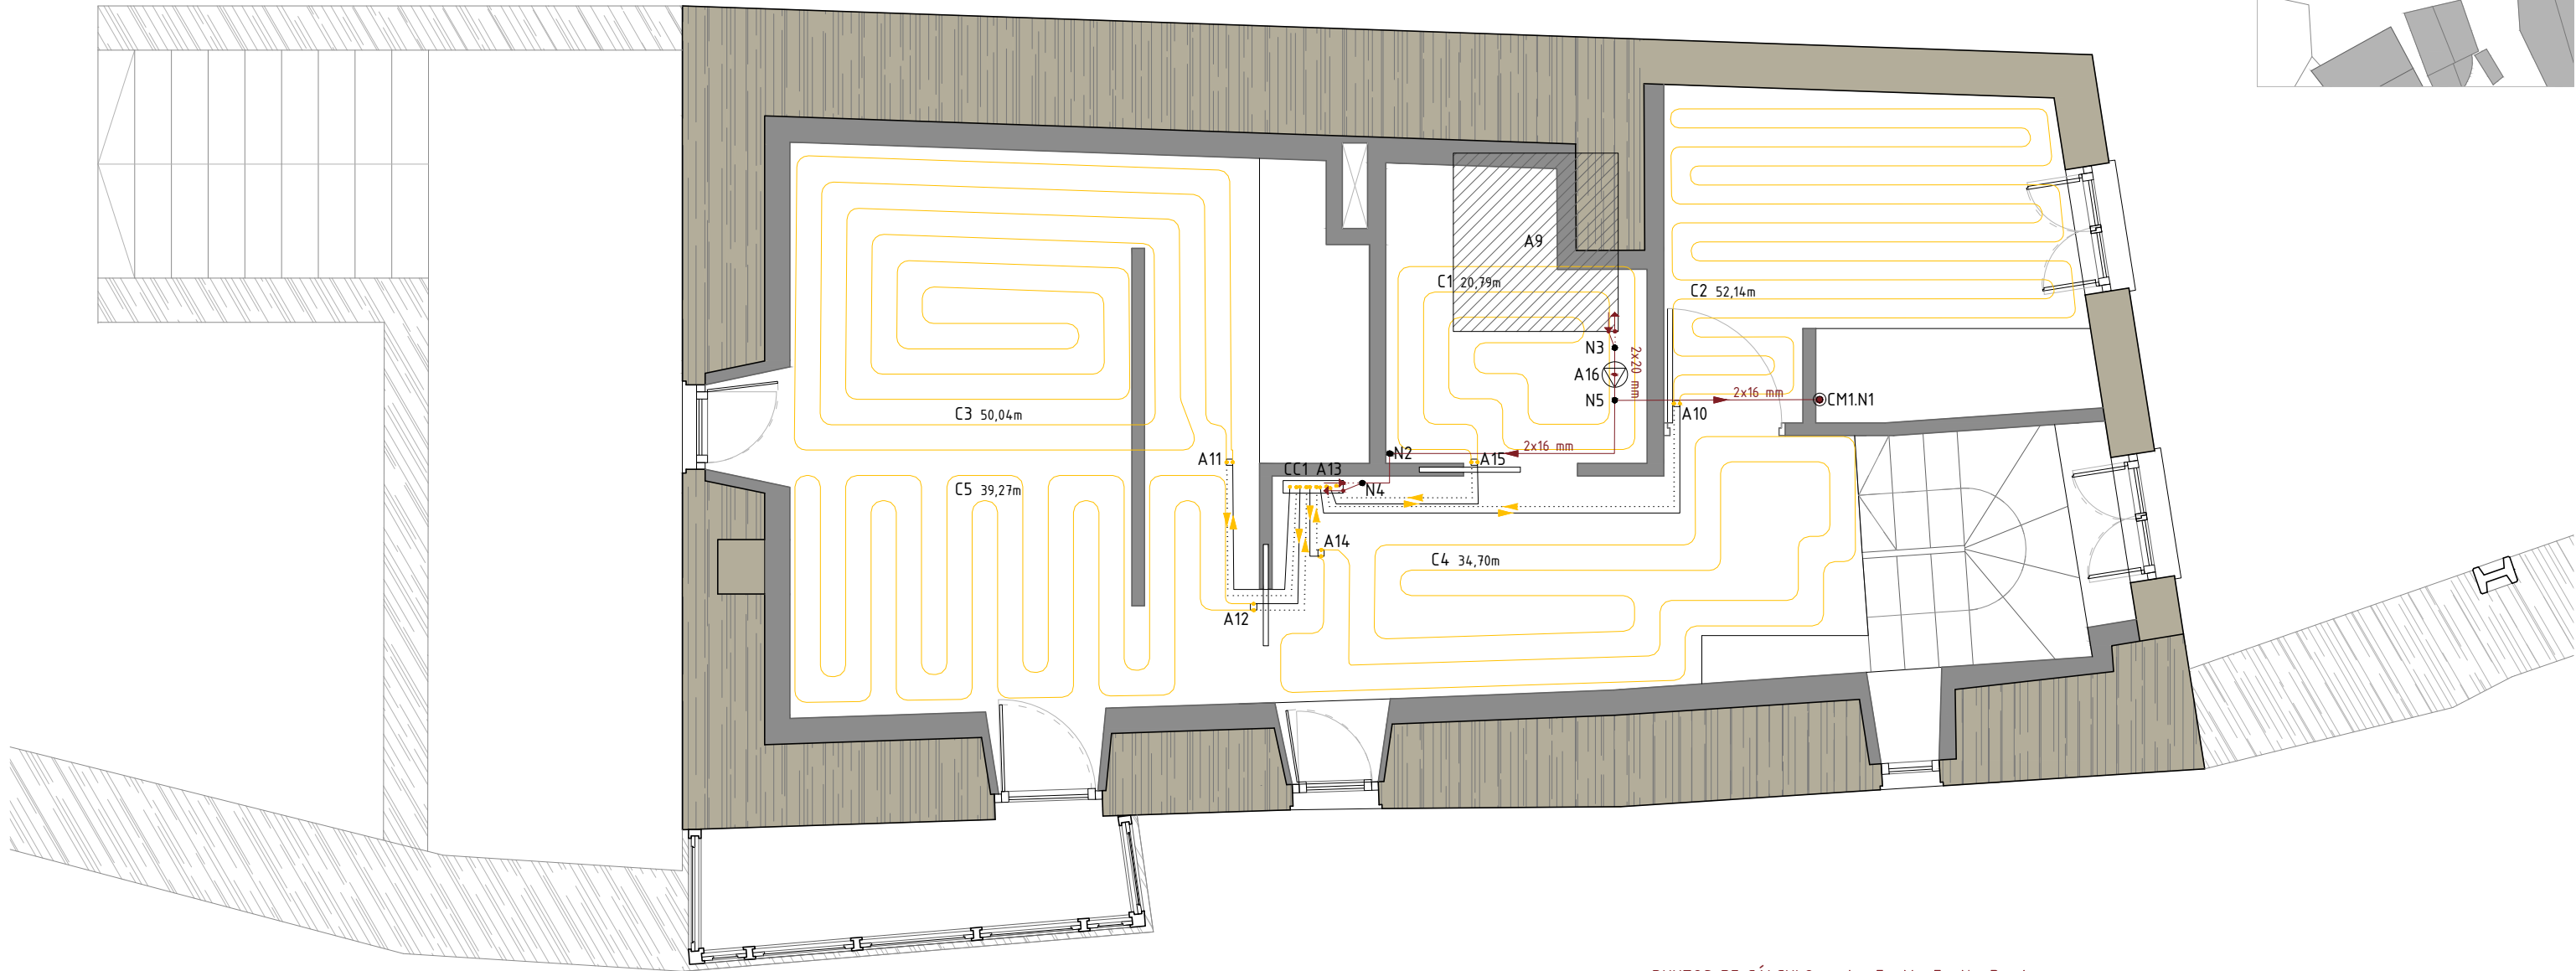 A9
C1 20,79m
C2 52,14m
N3
2x20 mm
A16
N5
2x16 mm
CM1.N1
A10
C3 50,04m
2x16 mm
N2
A15
A11
CC1 A13
N4
C5 39,27m
A14
C4 34,70m
A12